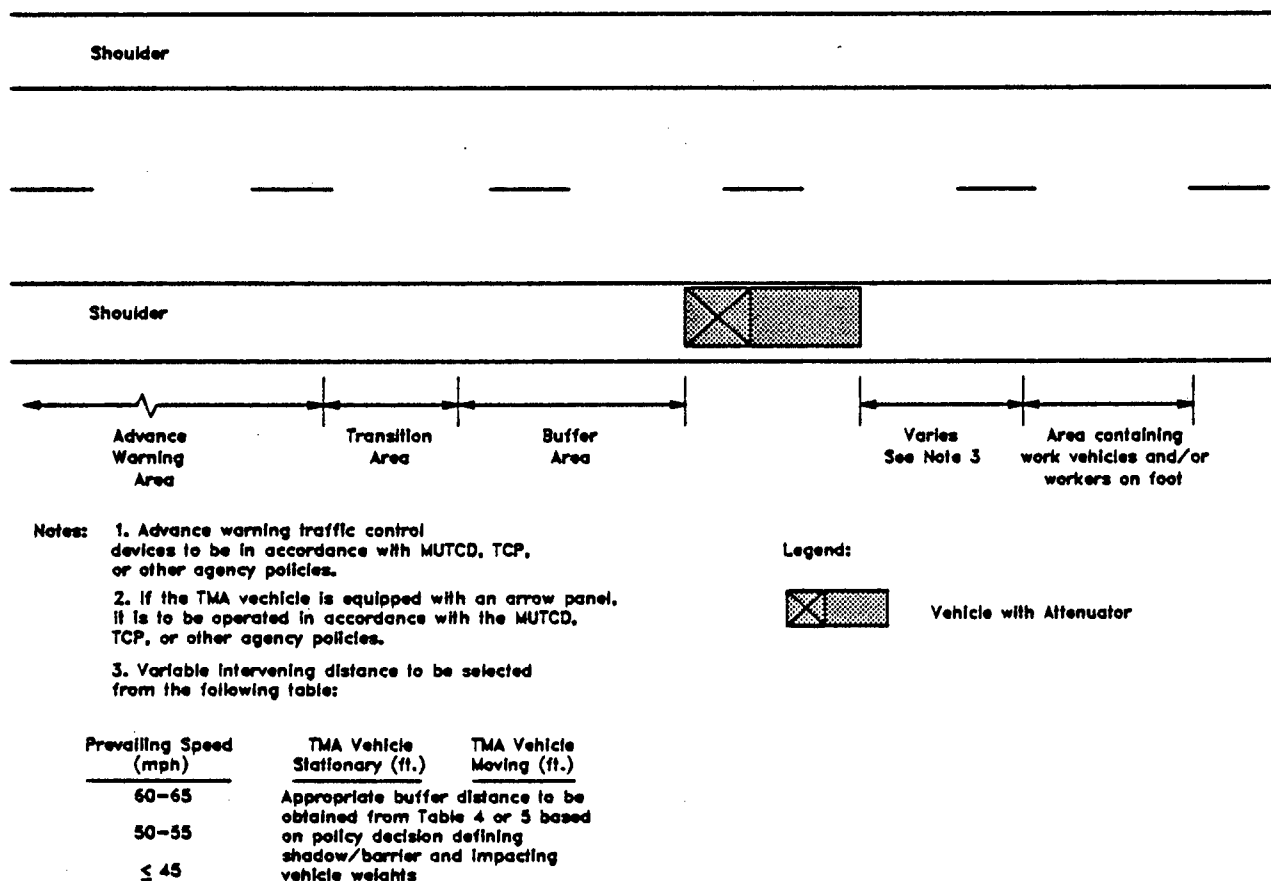 Shoulder
Shoulder
Advance
Warning
Area
Transition
Area
Buffer
Area
Varies
See Note 3
Area containing
work vehicles and/or
workers on foot
Notes: 1. Advance warning traffic control
devices to be in accordance with MUTCD, TCP,
or other agency policies.
2. If the TMA vechicle is equipped with an arrow panel,
it is to be operated in accordance with the MUTCD,
TCP, or other agency policies.
3. Variable intervening distance to be selected
from the following table:
Legend:
Vehicle with Attenuator
Prevailing Speed
(mph)
TMA Vehicle
Stationary (ft.)
TMA Vehicle
Moving (ft.)
60-65
50-55
≤ 45
Appropriate buffer distance to be
obtained from Table 4 or 5 based
on policy decision defining
shadow/barrier and impacting
vehicle weights